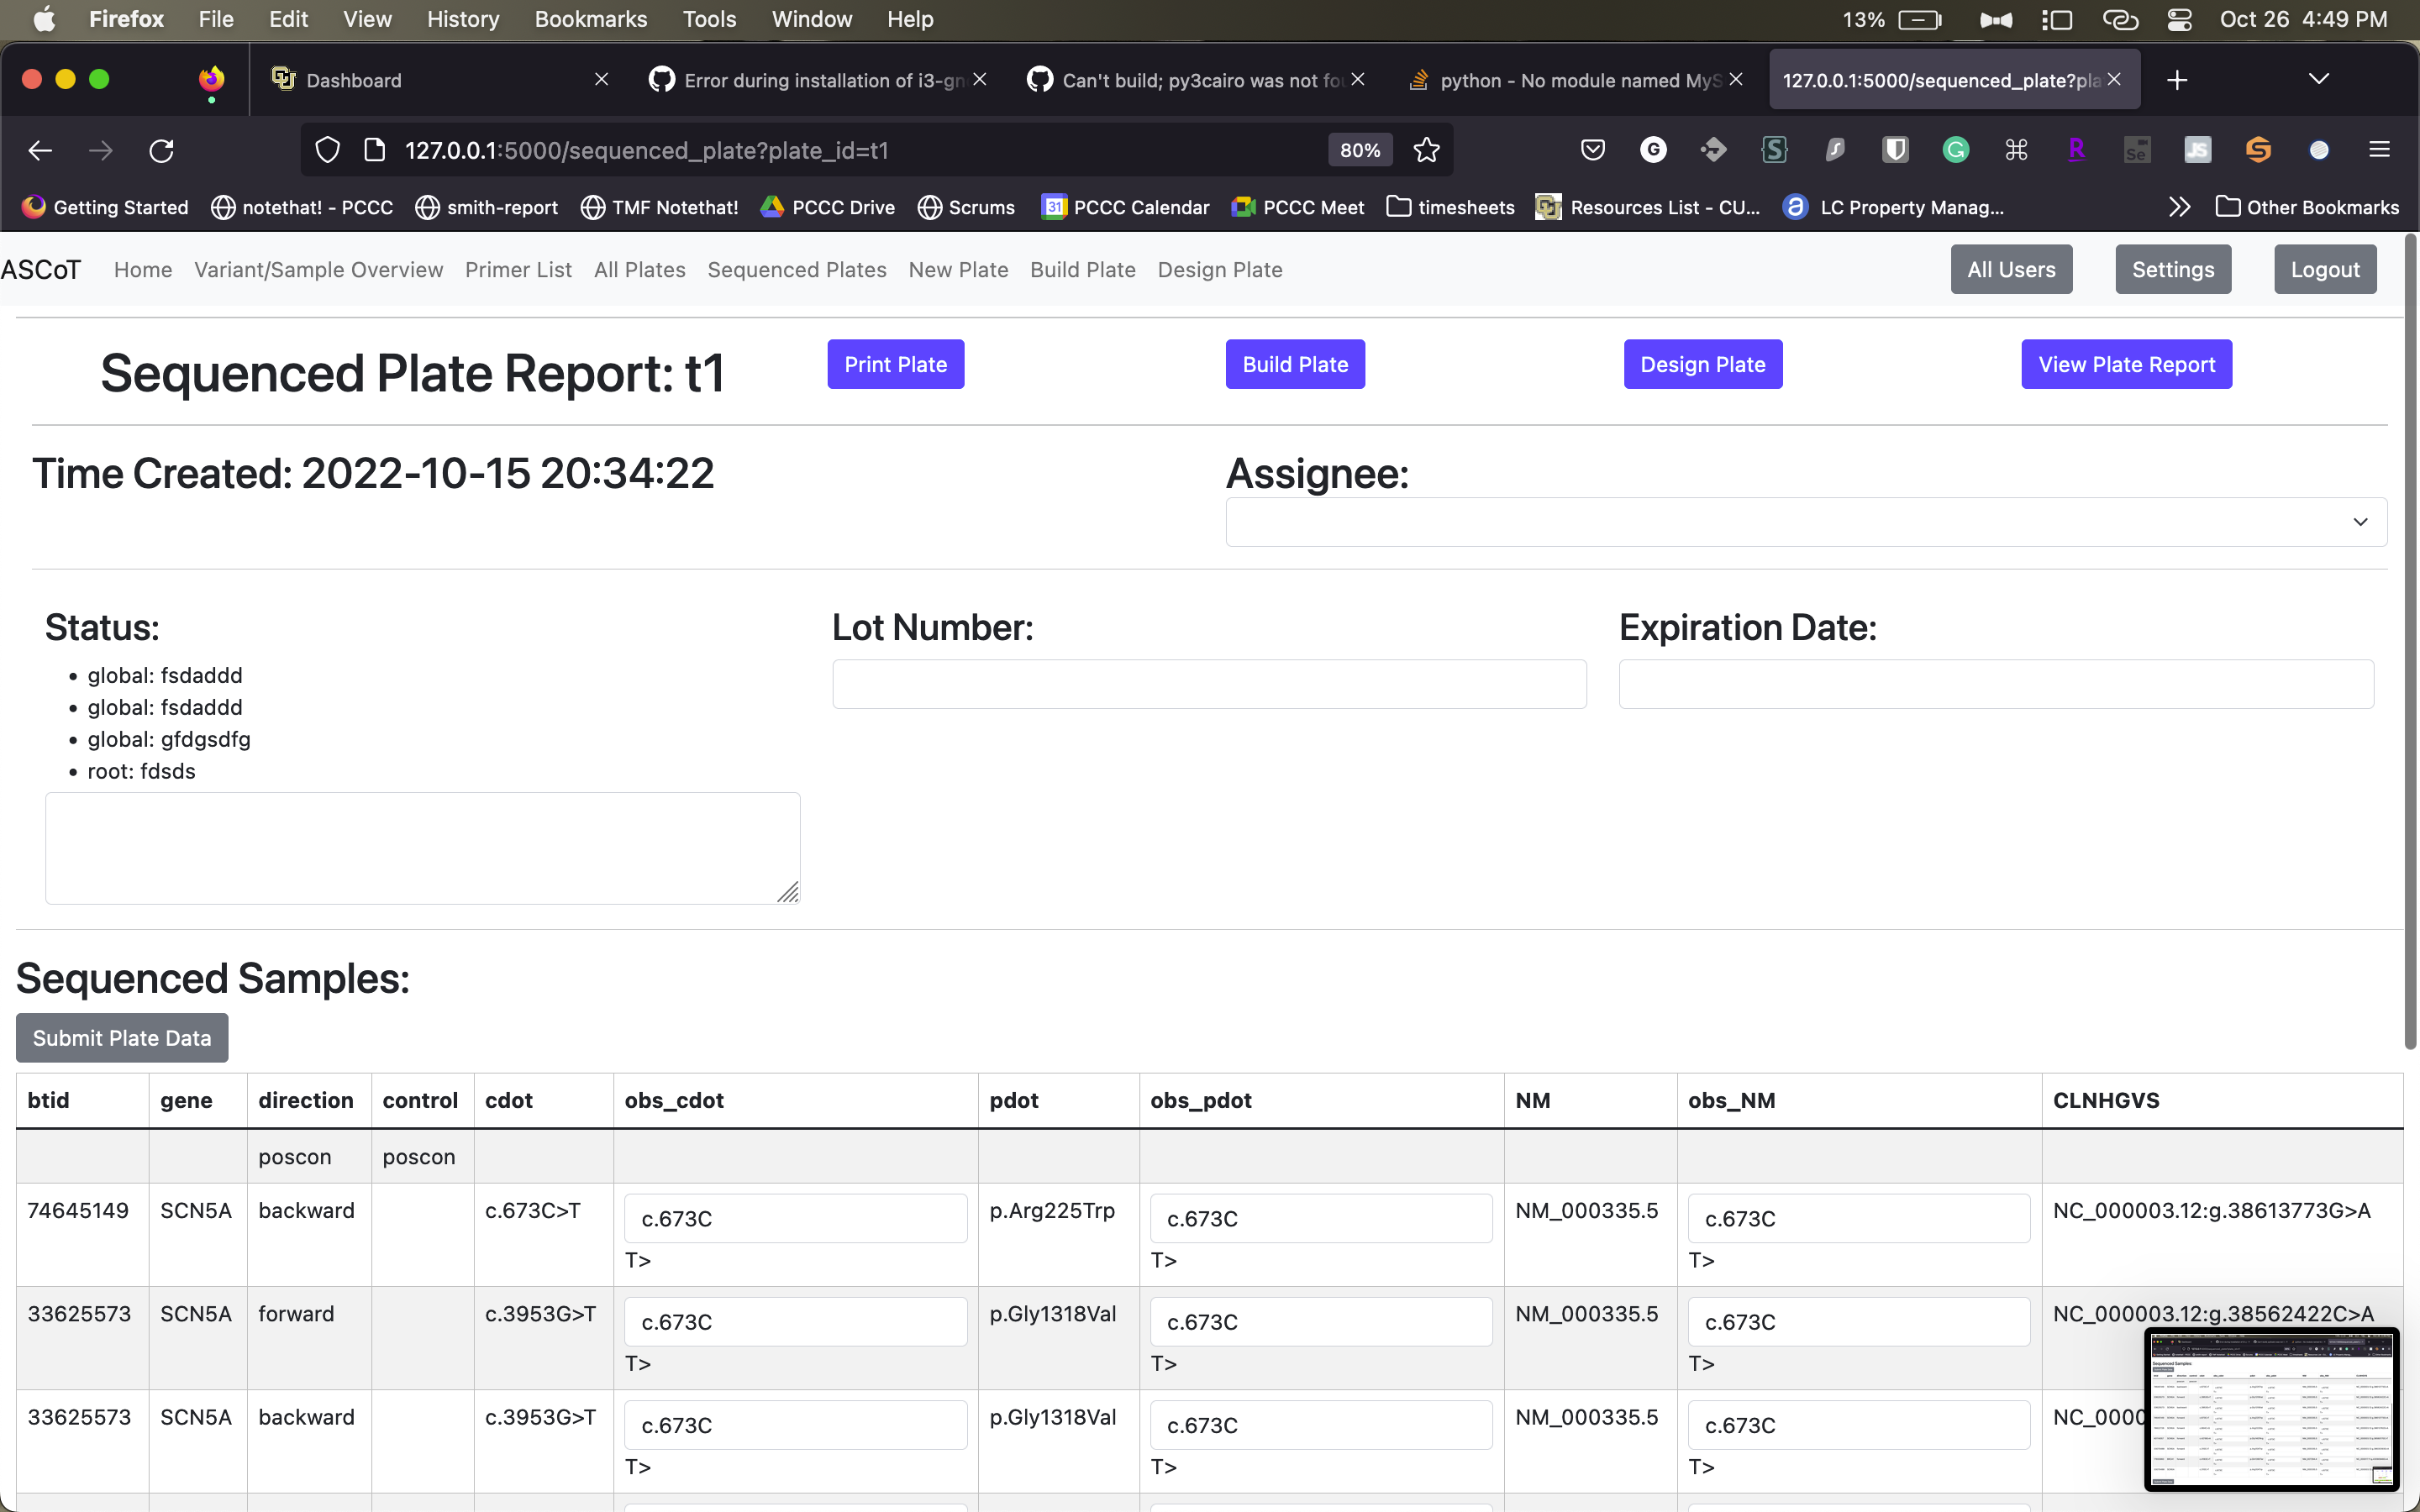 Firefox File Edit View History Bookmarks Tools Window Help 13% Oct 26 4:49 PM
Dashboard Error during installation of i3-gn Can't build; py3cairo was not fou python - No module named MyS 127.0.0.1:5000/sequenced_plate?pla
127.0.0.1:5000/sequenced_plate?plate_id=t1 80%
Getting Started notethat! - PCCC smith-report TMF Notethat! PCCC Drive Scrums 31 PCCC Calendar PCCC Meet timesheets Resources List - CU... LC Property Manag... Other Bookmarks
ASCoT Home Variant/Sample Overview Primer List All Plates Sequenced Plates New Plate Build Plate Design Plate All Users Settings Logout
Sequenced Plate Report: t1 Print Plate Build Plate Design Plate View Plate Report
Time Created: 2022-10-15 20:34:22 Assignee:
Status: Lot Number: Expiration Date:
• global: fsdaddd
• global: fsdaddd
• global: gfdgsdfg
• root: fdsds
Sequenced Samples:
Submit Plate Data
btid gene direction control cdot obs_cdot pdot obs_pdot NM obs_NM CLNHGVS
poscon poscon
74645149 SCN5A backward c.673C>T c.673C p.Arg225Trp c.673C NM_000335.5 c.673C NC_000003.12:g.38613773G>A
T> T> T>
33625573 SCN5A forward c.3953G>T c.673C p.Gly1318Val c.673C NM_000335.5 c.673C NC_000003.12:g.38562422C>A
T> T> T>
33625573 SCN5A backward c.3953G>T c.673C p.Gly1318Val c.673C NM_000335.5 c.673C NC_0000
T> T> T>